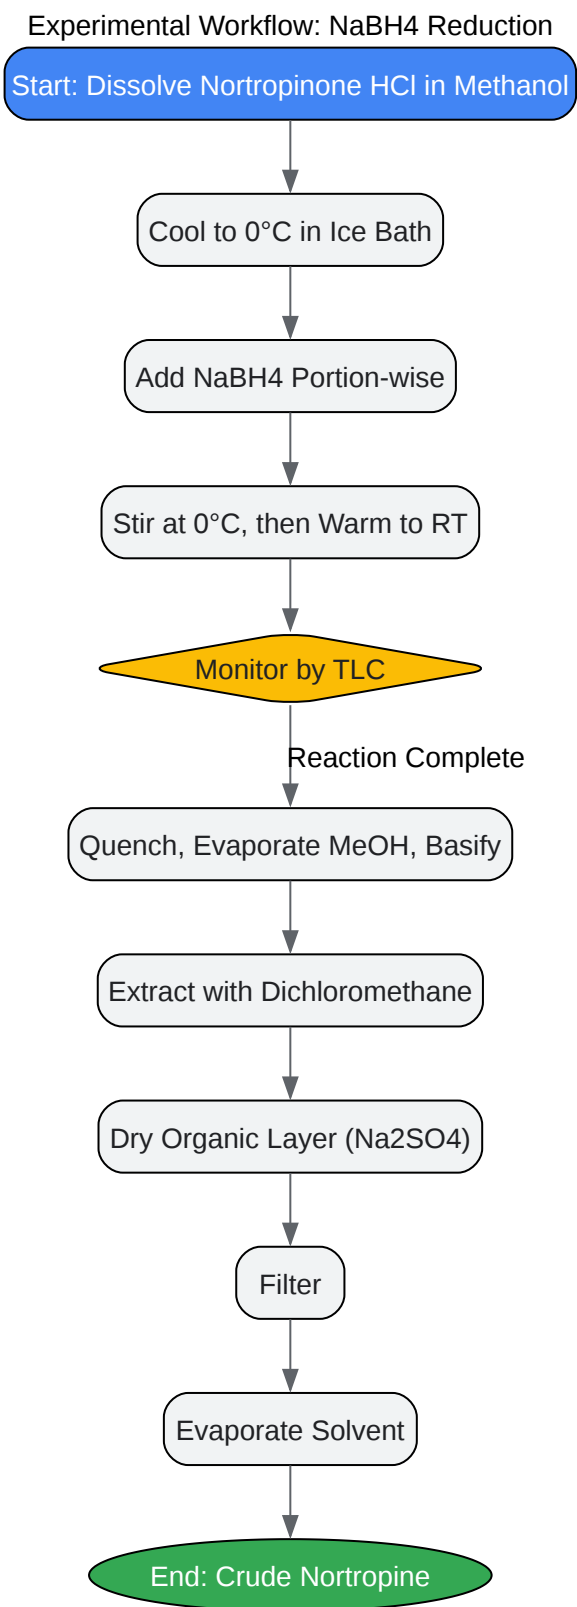 Experimental Workflow: NaBH4 Reduction
Start: Dissolve Nortropinone HCl in Methanol
Cool to 0°C in Ice Bath
Add NaBH4 Portion-wise
Stir at 0°C, then Warm to RT
Monitor by TLC
Reaction Complete
Quench, Evaporate MeOH, Basify
Extract with Dichloromethane
Dry Organic Layer (Na2SO4)
Filter
Evaporate Solvent
End: Crude Nortropine